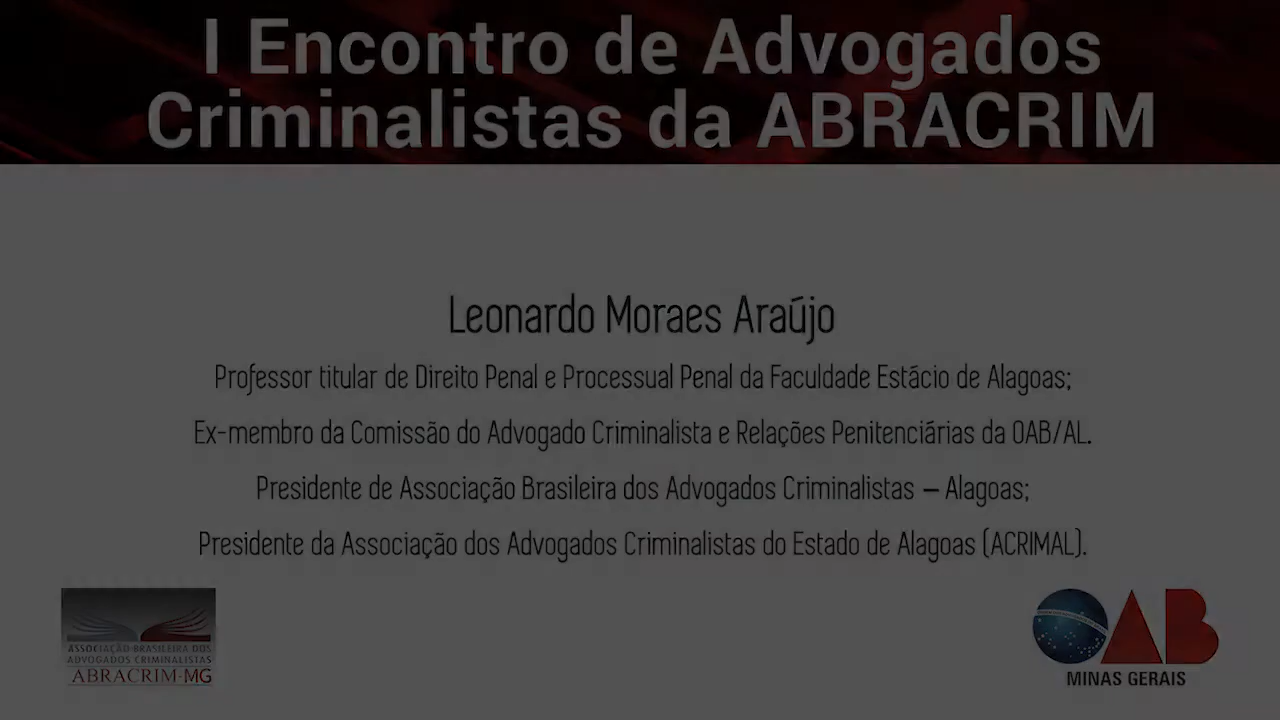 I Encontro de Advogados
Criminalistas da ABRACRIM
Leonardo Moraes Araújo
Professor titular de Direito Penal e Processual Penal da Faculdade Estácio de Alagoas;
Ex-membro da Comissão do Advogado Criminalista e Relações Penitenciárias da OAB/AL.
Presidente de Associação Brasileira dos Advogados Criminalistas – Alagoas;
Presidente da Associação dos Advogados Criminalistas do Estado de Alagoas (ACRIMAL).
ASSOCIAÇÃO BRASILEIRA DOS
ADVOGADOS CRIMINALISTAS
ABRACRIM-MG
OAB
MINAS GERAIS